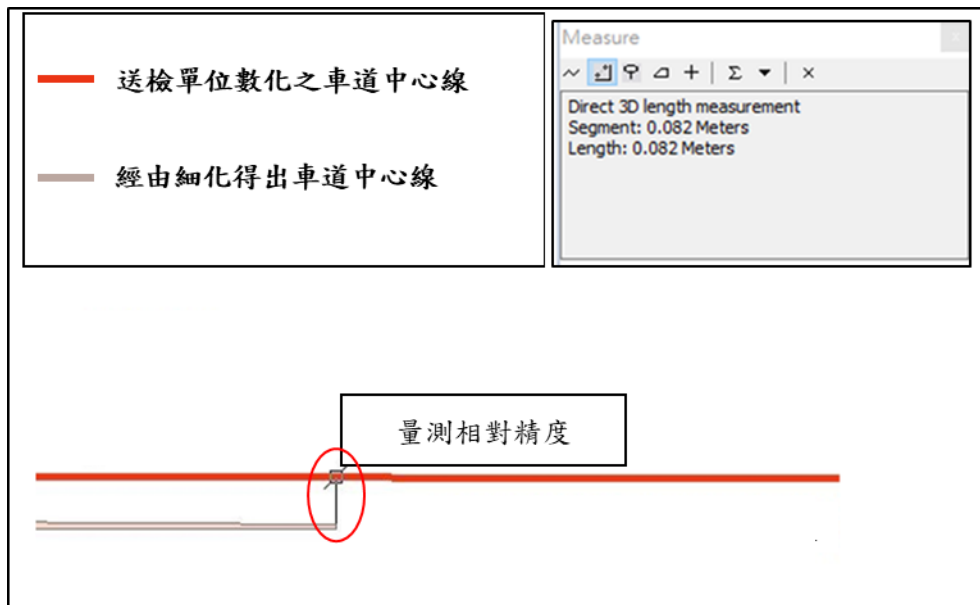 送檢單位數化之車道中心線
經由細化得出車道中心線
Measure
Direct 3D length measurement
Segment: 0.082 Meters
Length: 0.082 Meters
量測相對精度